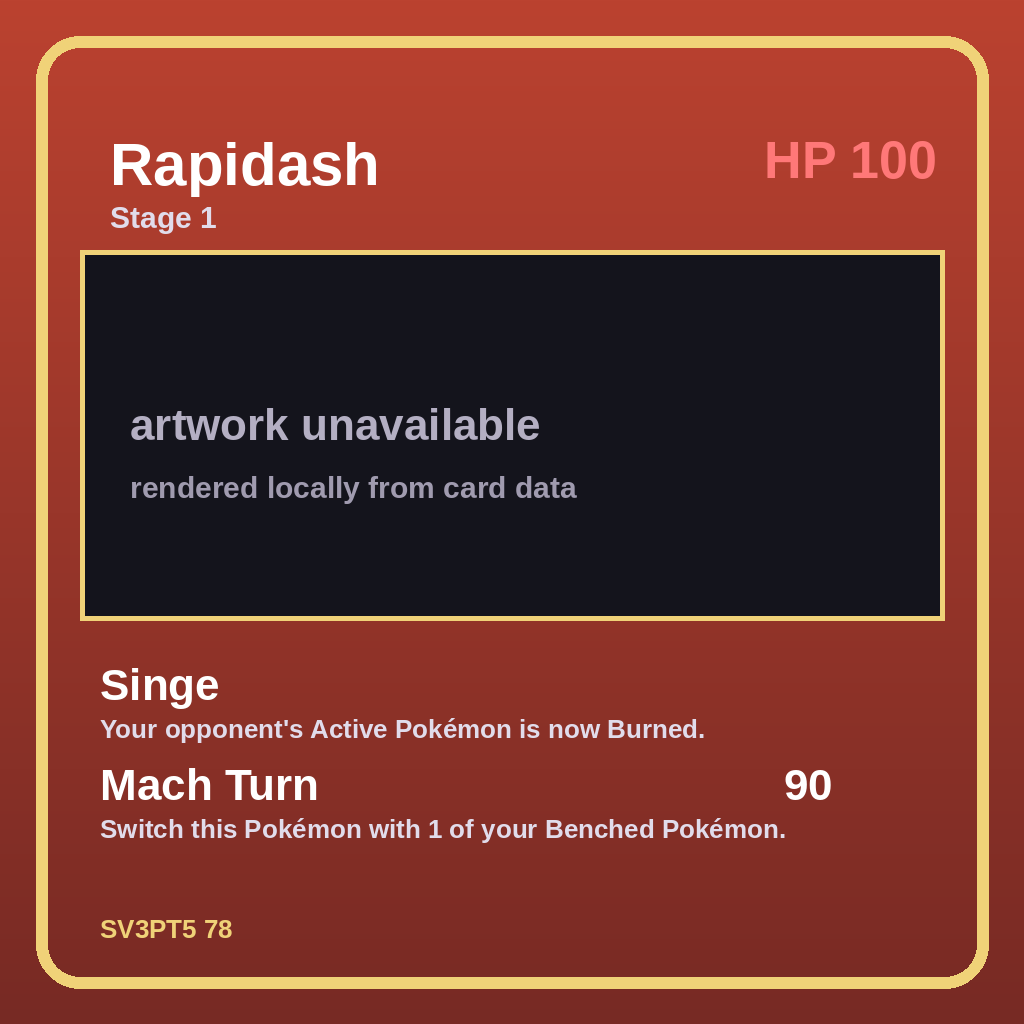 Rapidash
HP 100
Stage 1
artwork unavailable
rendered locally from card data
Singe
Your opponent's Active Pokémon is now Burned.
Mach Turn 90
Switch this Pokémon with 1 of your Benched Pokémon.
SV3PT5 78